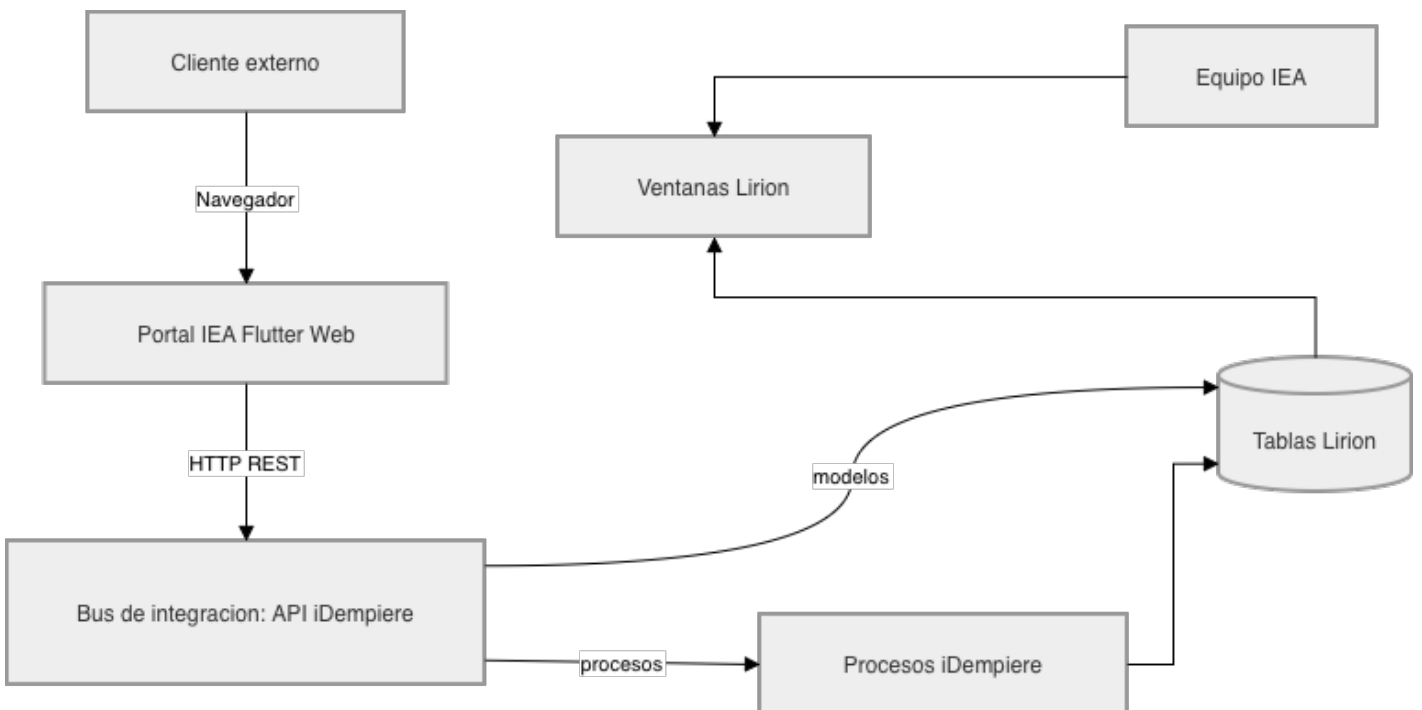 Cliente externo
Equipo IEA
Ventanas Lirion
Navegador
Portal IEA Flutter Web
HTTP REST
modelos
Tablas Lirion
Bus de integracion: API iDempiere
procesos
Procesos iDempiere